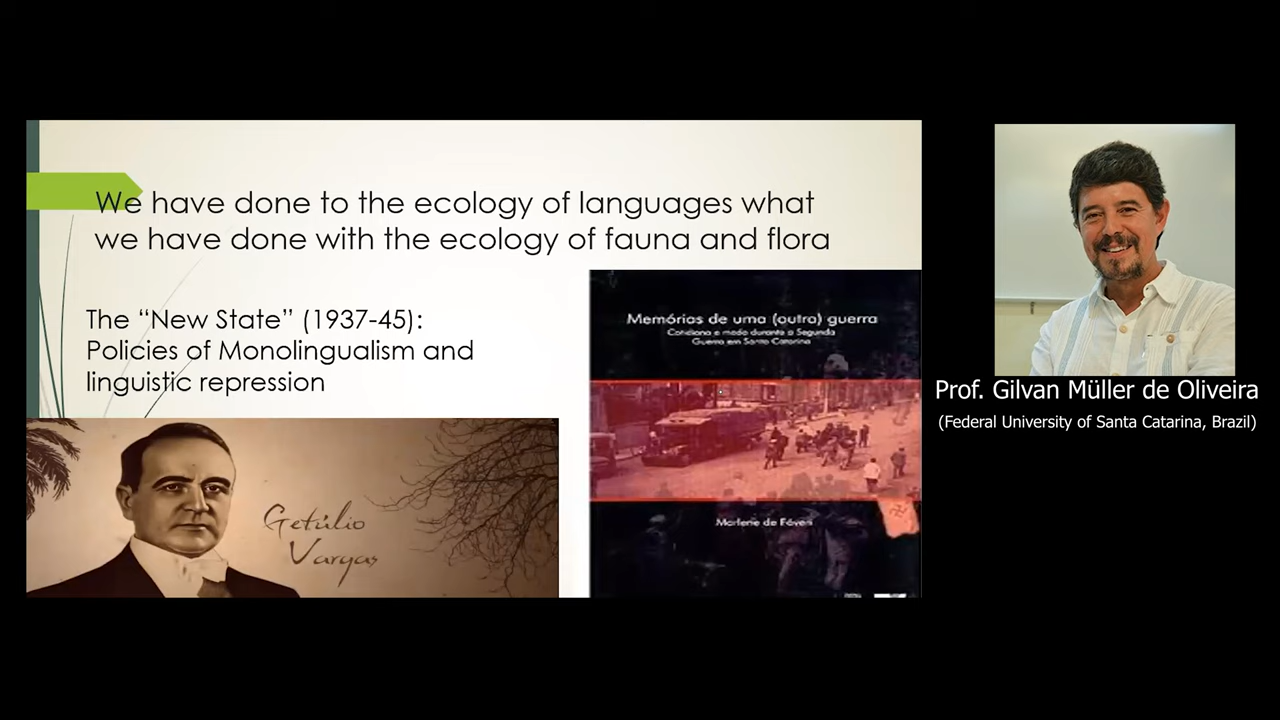 We have done to the ecology of languages what
we have done with the ecology of fauna and flora
The “New State” (1937-45):
Policies of Monolingualism and
linguistic repression
Getúlio
Vargas
Memórias de uma (outra) guerra
Cotidiano e medo durante a Segunda
Guerra em Santa Catarina
Marlene de Fáveri
Prof. Gilvan Müller de Oliveira
(Federal University of Santa Catarina, Brazil)